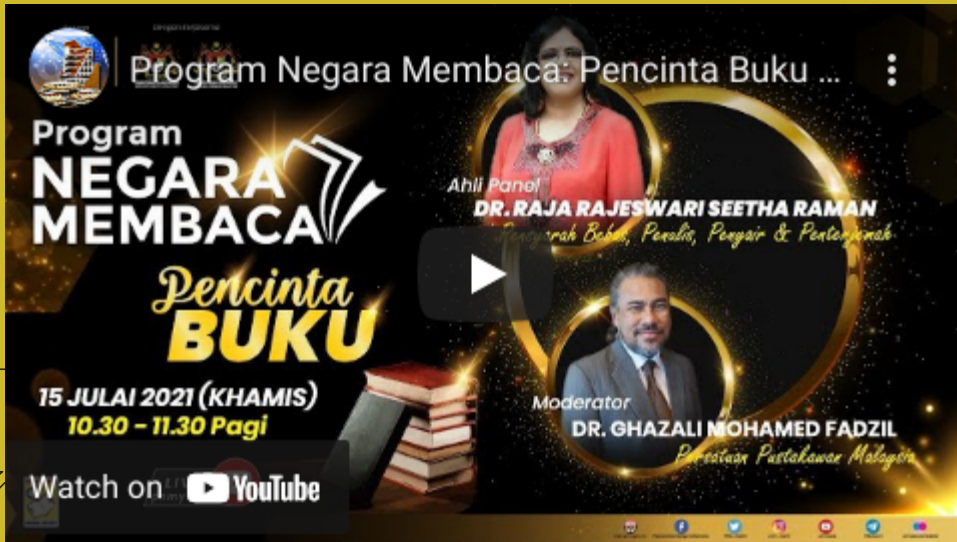 Program Negara Membaca: Pencinta Buku ...
Program
NEGARA
MEMBACA
Pencinta
BUKU
15 JULAI 2021 (KHAMIS)
10.30 - 11.30 Pagi
Ahli Panel
DR. RAJA RAJESWARI SEETHA RAMAN
Pensyarah Bebas, Penulis, Penyair & Penterjemah
Moderator
DR. GHAZALI MOHAMED FADZIL
Persatuan Pustakawan Malaysia
Watch on YouTube